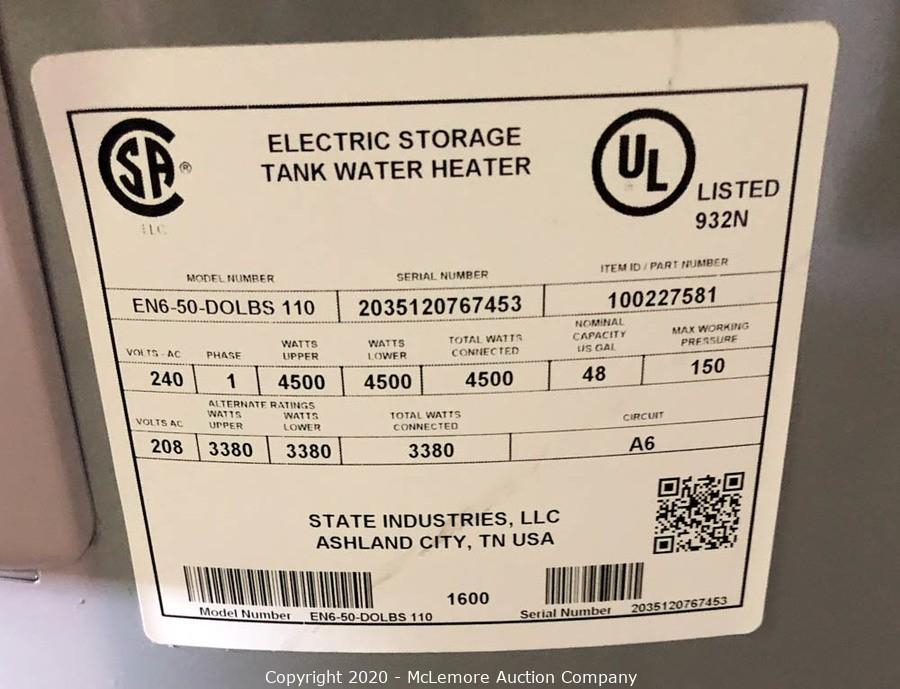 SA ®
LLC
ELECTRIC STORAGE
TANK WATER HEATER
UL
LISTED
932N
MODEL NUMBER SERIAL NUMBER ITEM ID / PART NUMBER
EN6-50-DOLBS 110 2035120767453 100227581
VOLTS - AC PHASE WATTS UPPER WATTS LOWER TOTAL WATTS CONNECTED NOMINAL CAPACITY US GAL MAX WORKING PRESSURE
240 1 4500 4500 4500 48 150
ALTERNATE RATINGS
VOLTS AC WATTS UPPER WATTS LOWER TOTAL WATTS CONNECTED CIRCUIT
208 3380 3380 3380 A6
STATE INDUSTRIES, LLC
ASHLAND CITY, TN USA
1600
Model Number EN6-50-DOLBS 110 Serial Number 2035120767453
Copyright 2020 - McLemore Auction Company